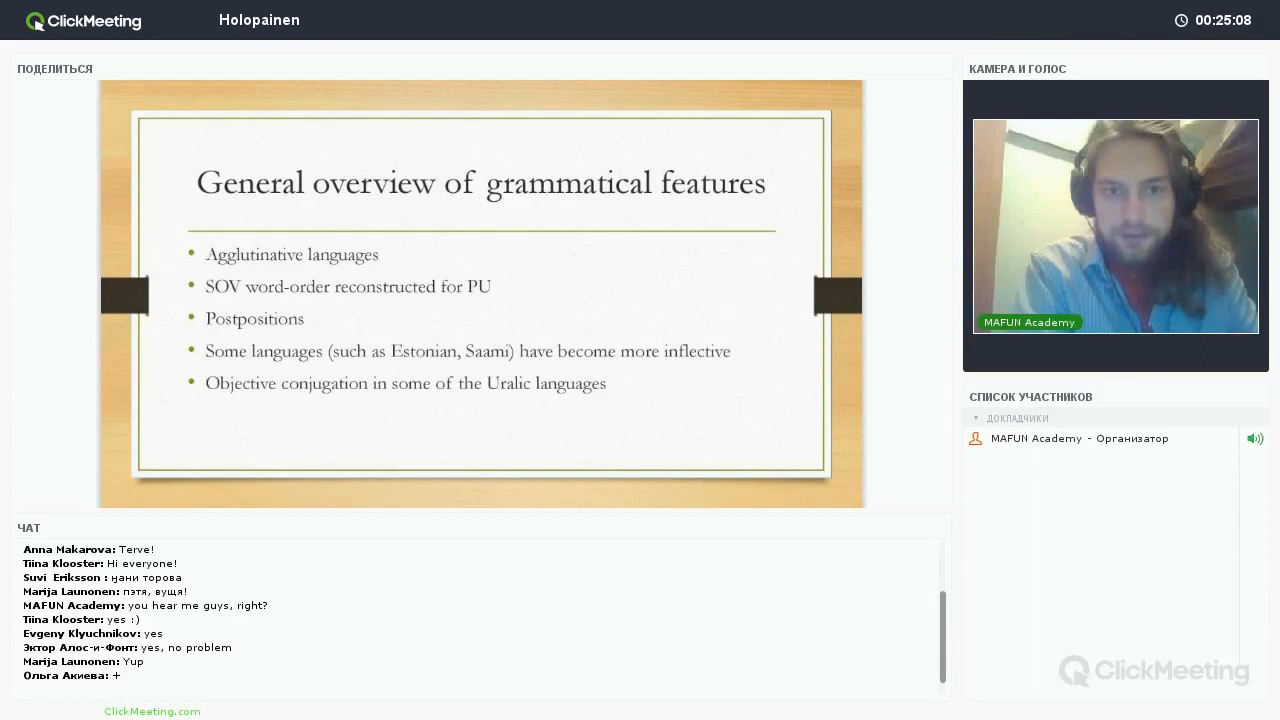 ClickMeeting
Holopainen
00:25:08
ПОДЕЛИТЬСЯ
General overview of grammatical features
• Agglutinative languages
• SOV word-order reconstructed for PU
• Postpositions
• Some languages (such as Estonian, Saami) have become more inflective
• Objective conjugation in some of the Uralic languages
ЧАТ
Anna Makarova: Terve!
Tiina Klooster: Hi everyone!
Suvi Eriksson : ӈани торова
Marija Launonen: пэтя, вущя!
MAFUN Academy: you hear me guys, right?
Tiina Klooster: yes :)
Evgeny Klyuchnikov: yes
Эктор Алос-и-Фонт: yes, no problem
Marija Launonen: Yup
Ольга Акиева: +
ClickMeeting.com
КАМЕРА И ГОЛОС
MAFUN Academy
СПИСОК УЧАСТНИКОВ
ДОКЛАДЧИКИ
MAFUN Academy - Организатор
ClickMeeting